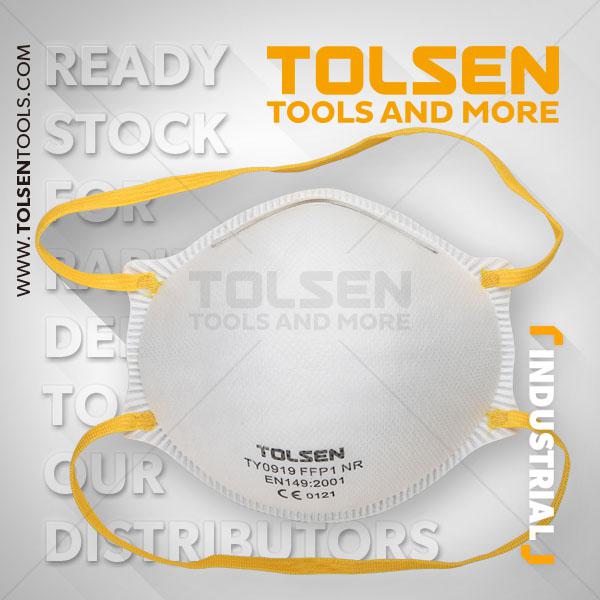 www.TOLSENTOOLS.COM
READY
STOCK
FOR
RAPID
TO
OUR
DISTRIBUTORS
TOLSEN
TOOLS AND MORE
TOLSEN
TOOLS AND MORE
INDUSTRIAL
TOLSEN
TY0919 FFP1 NR
EN149:2001
CE 0121